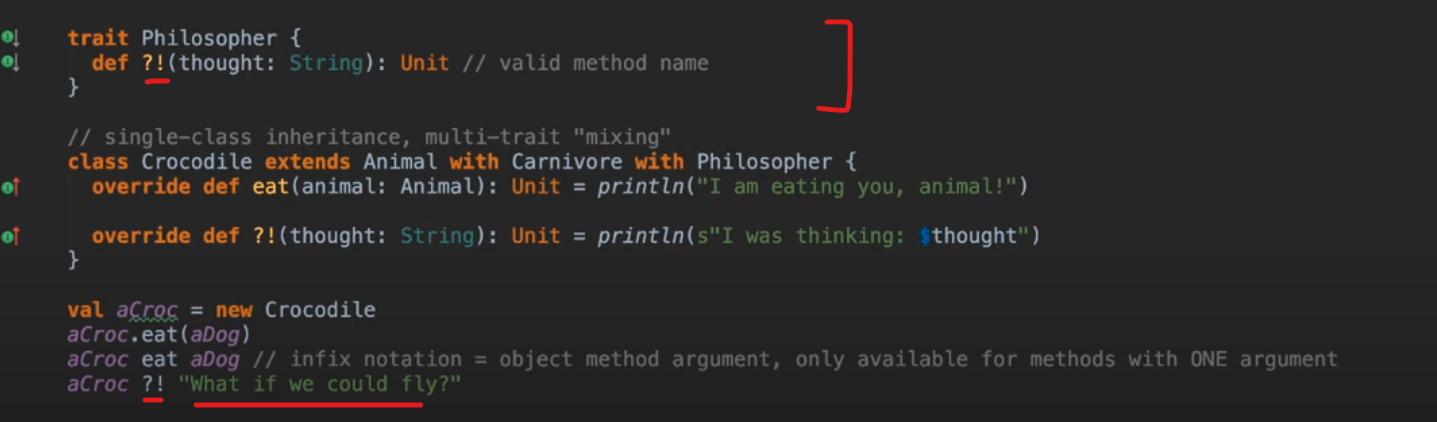 trait Philosopher {
def ?!(thought: String): Unit // valid method name
}
// single-class inheritance, multi-trait "mixing"
class Crocodile extends Animal with Carnivore with Philosopher {
override def eat(animal: Animal): Unit = println("I am eating you, animal!")
override def ?!(thought: String): Unit = println(s"I was thinking: $thought")
}
val aCroc = new Crocodile
aCroc.eat(aDog)
aCroc eat aDog // infix notation = object method argument, only available for methods with ONE argument
aCroc ?! "What if we could fly?"